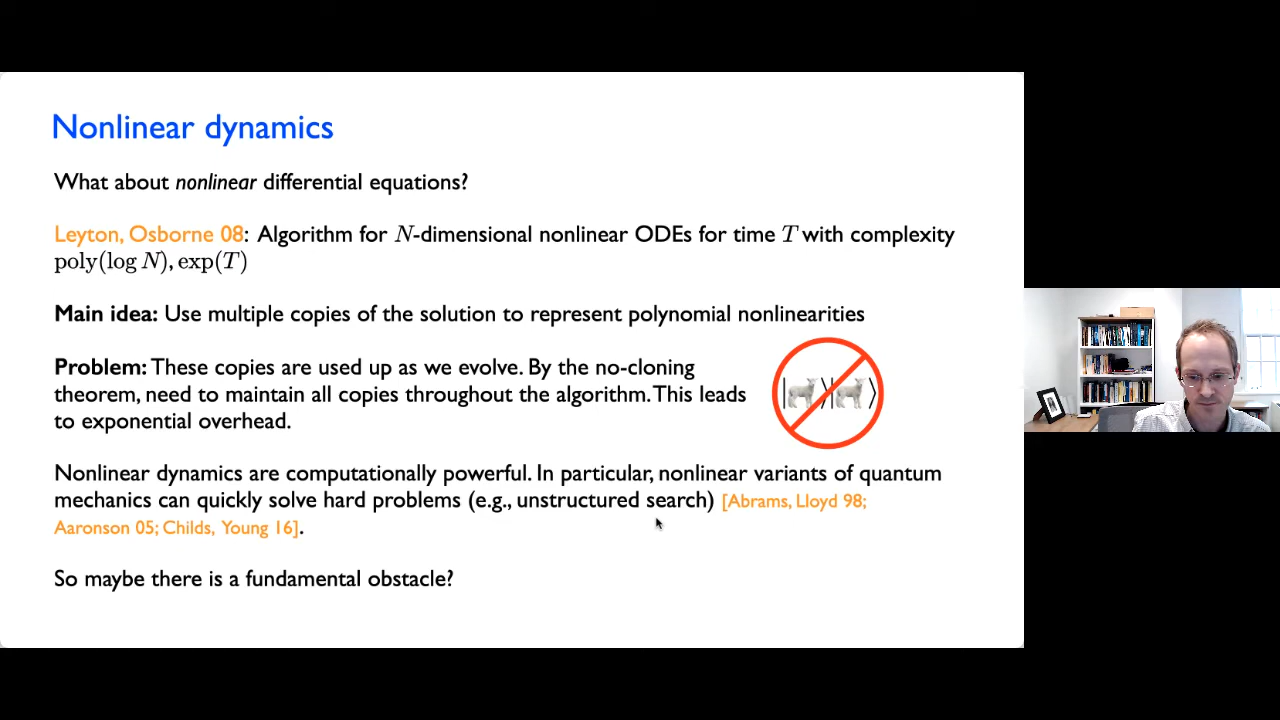 Nonlinear dynamics
What about nonlinear differential equations?
Leyton, Osborne 08: Algorithm for N-dimensional nonlinear ODEs for time T with complexity
poly(log N), exp(T)
Main idea: Use multiple copies of the solution to represent polynomial nonlinearities
Problem: These copies are used up as we evolve. By the no-cloning
theorem, need to maintain all copies throughout the algorithm. This leads
to exponential overhead.
| ⟩| ⟩
Nonlinear dynamics are computationally powerful. In particular, nonlinear variants of quantum
mechanics can quickly solve hard problems (e.g., unstructured search) [Abrams, Lloyd 98;
Aaronson 05; Childs, Young 16].
So maybe there is a fundamental obstacle?